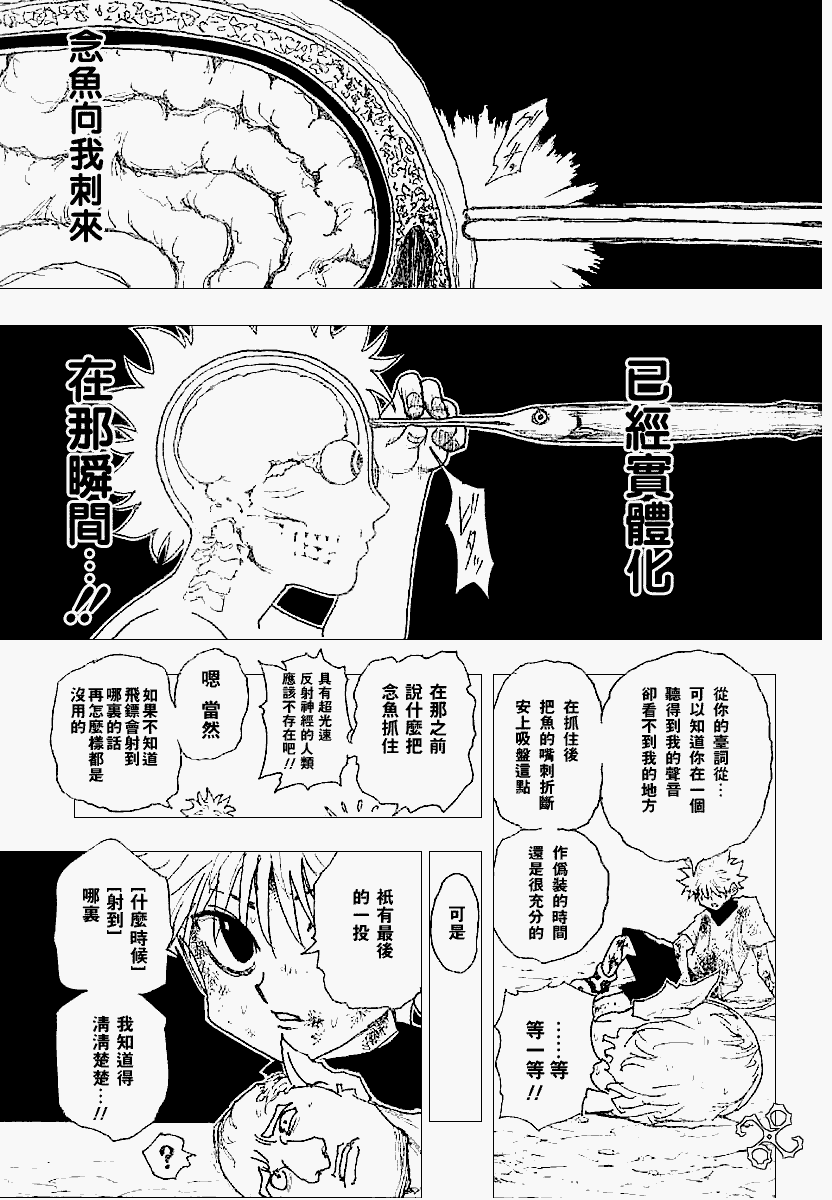 念魚向我刺來
已經實體化
在那瞬間…!!
從你的臺詞從…
可以知道你在一個
聽得到我的聲音
卻看不到我的地方
在抓住後
把魚的嘴刺折斷
安上吸盤這點
作僞装的時間
還是很充分的
……等
等一等!!
在那之前
說什麼把
念魚抓住
具有超光速
反射神經的人類
應該不存在吧!!
嗯 當然
如果不知道
飛鏢會射到
哪裏的話
再怎麼樣都是
沒用的
可是
祇有最後
的一投
[什麼時候]
[射到]
哪裏
我知道得
清清楚楚…!!
?